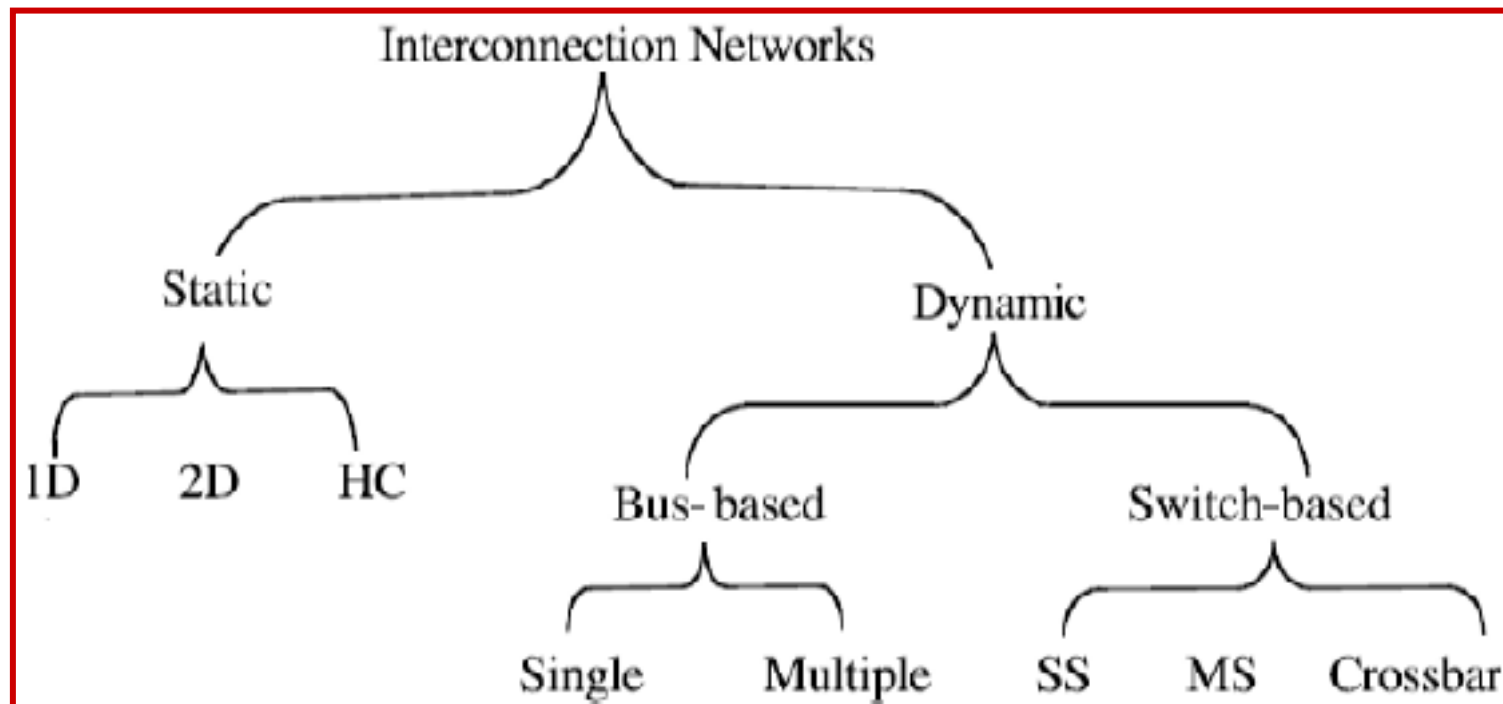 Interconnection Networks
Static
Dynamic
1D 2D HC
Bus-based Switch-based
Single Multiple SS MS Crossbar